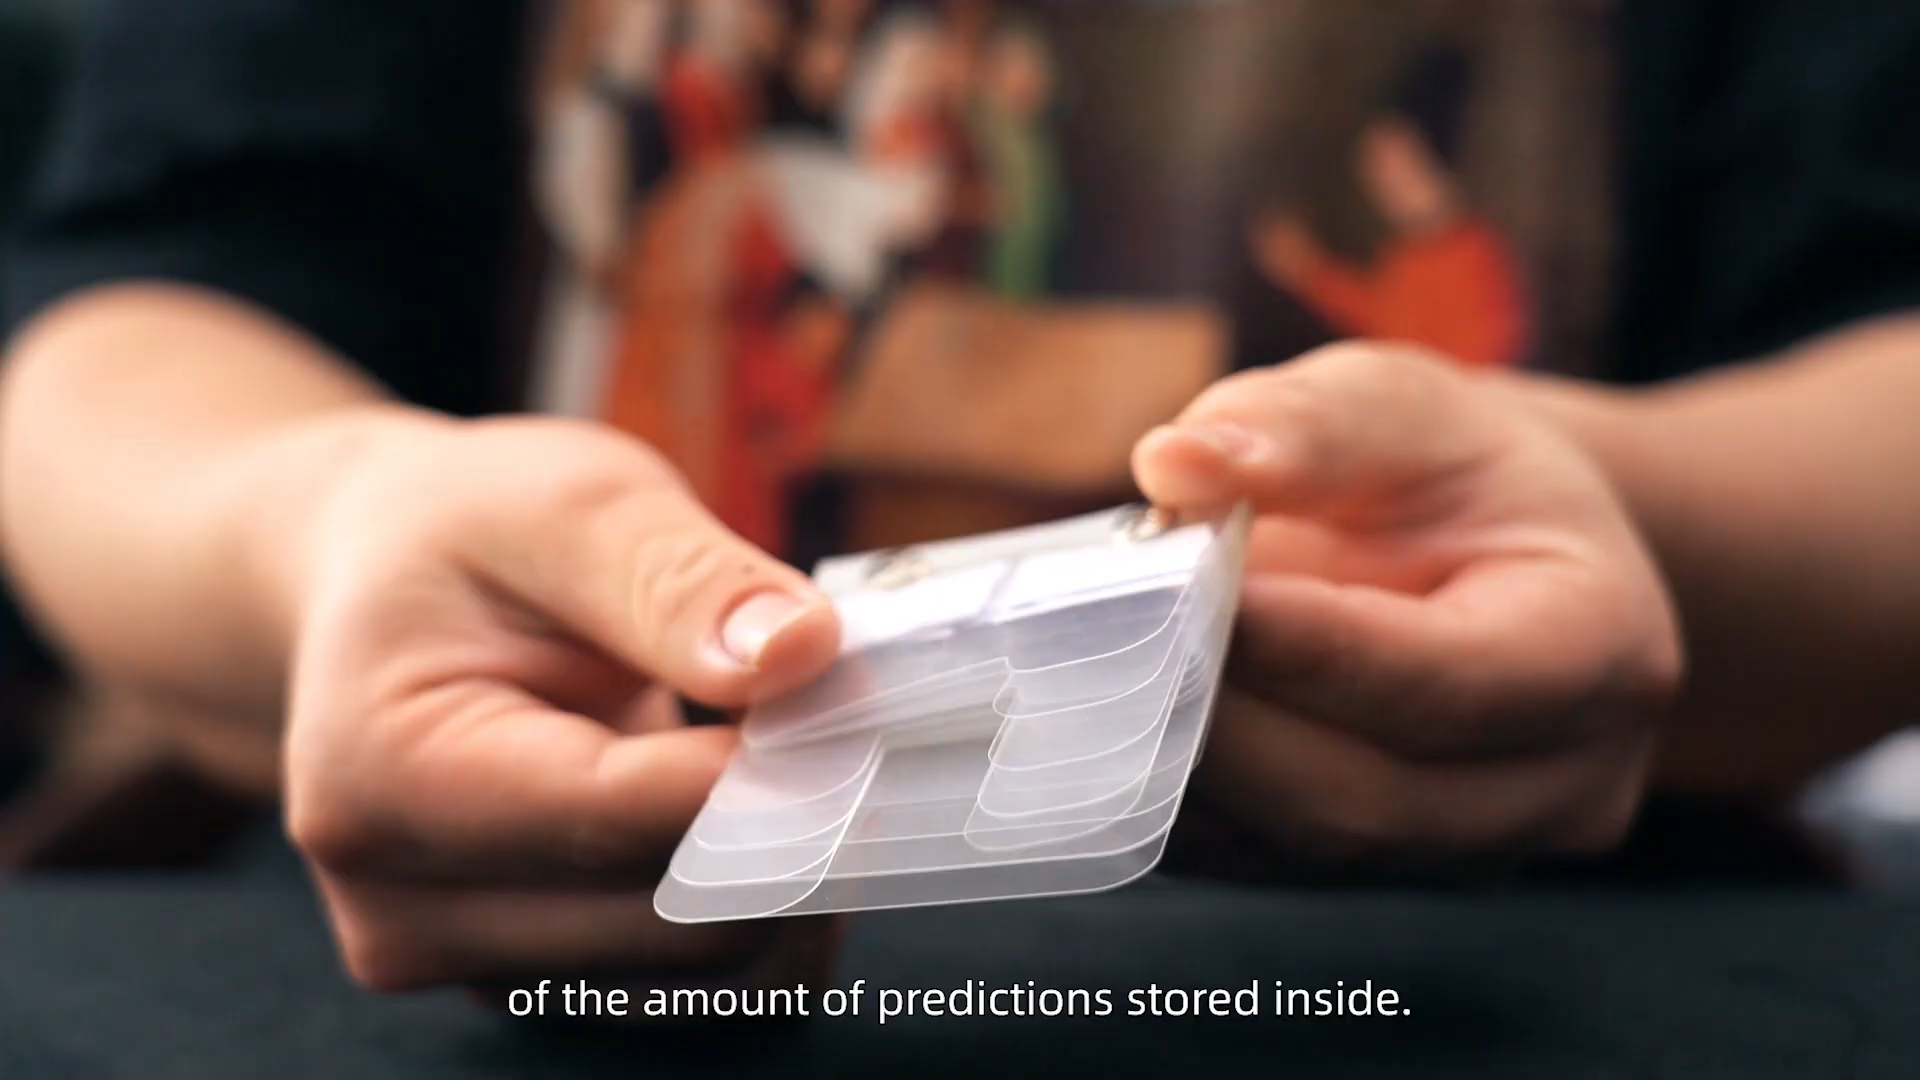 of the amount of predictions stored inside.